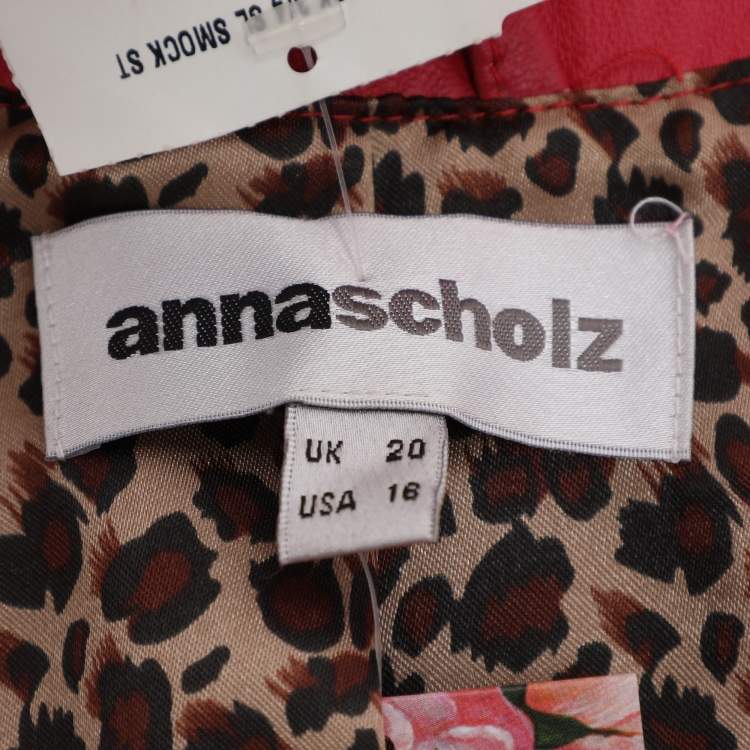 SL SMOCK ST
annascholz
UK 20
USA 16